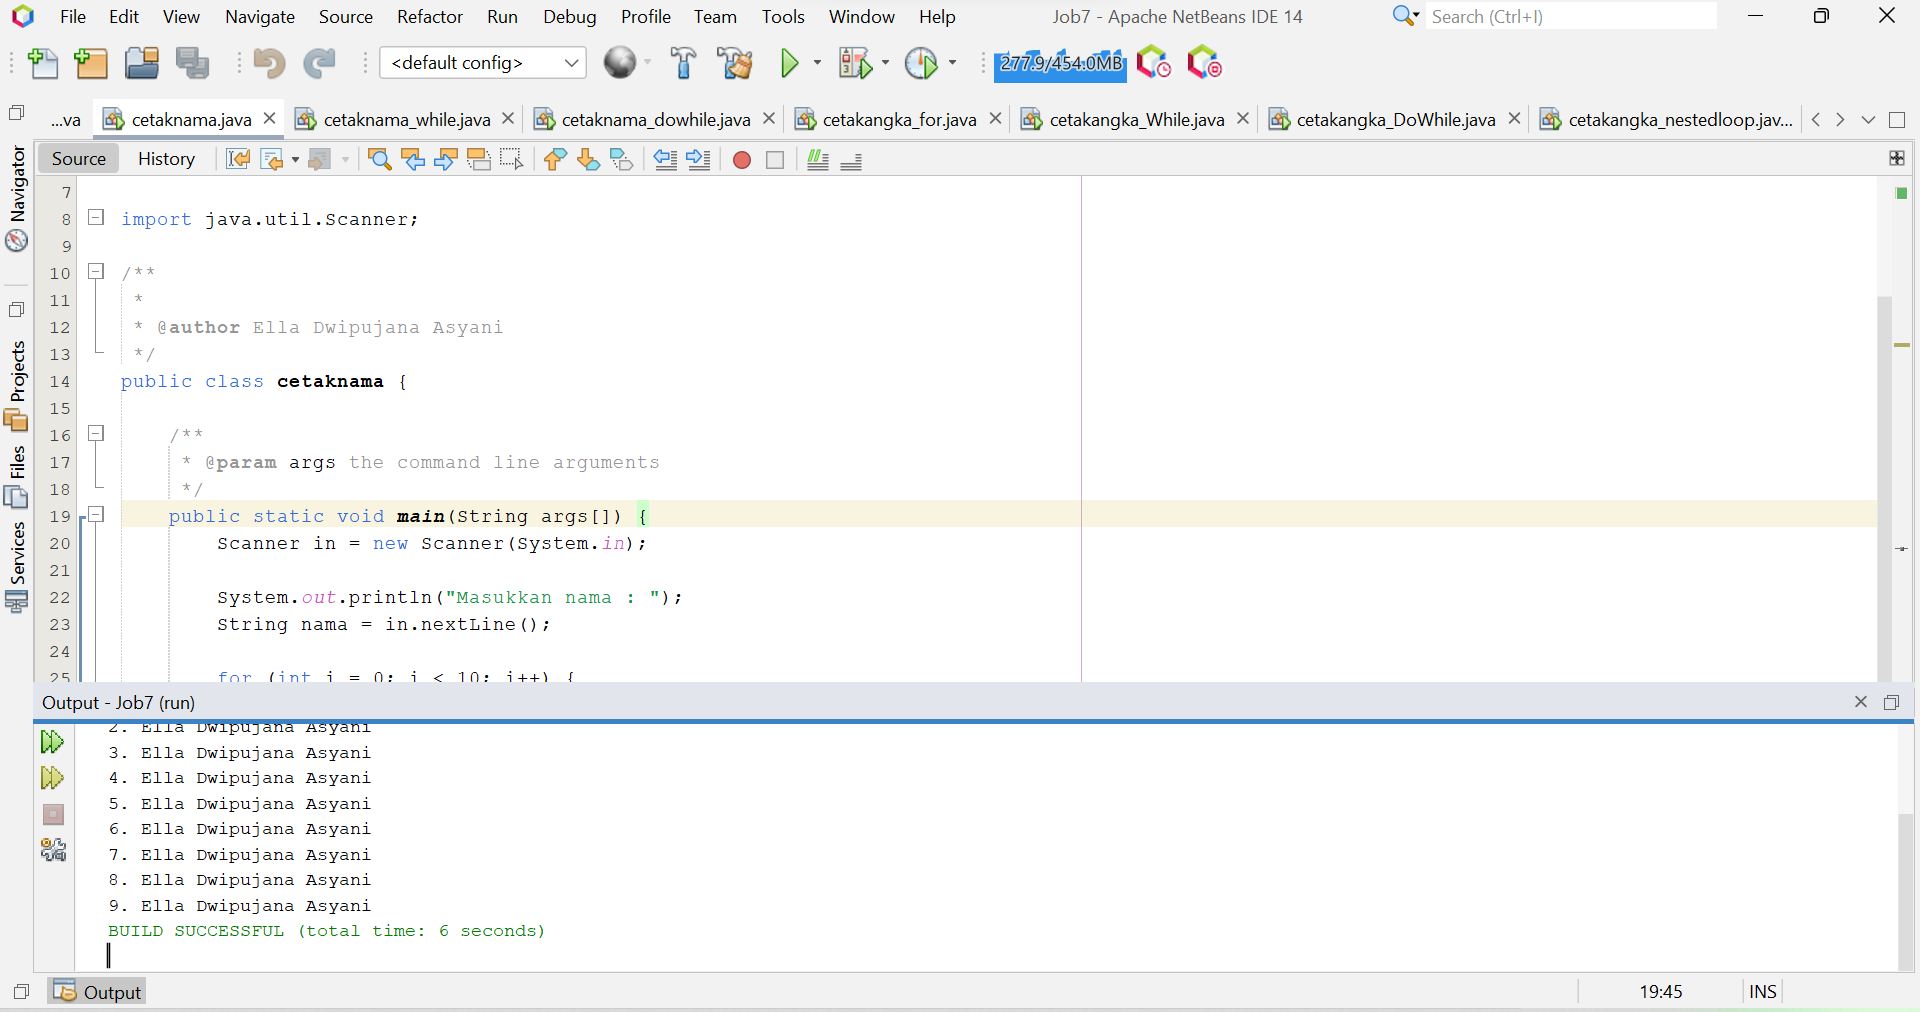 File Edit View Navigate Source Refactor Run Debug Profile Team Tools Window Help Job7 - Apache NetBeans IDE 14 Search (Ctrl+I)
<default config> 277.9/454.0MB
...va cetaknama.java cetaknama_while.java cetaknama_dowhile.java cetakangka_for.java cetakangka_While.java cetakangka_DoWhile.java cetakangka_nestedloop.jav...
Source History
Navigator
Projects
Files
Services
7
8 import java.util.Scanner;
9
10 /**
11 *
12 * @author Ella Dwipujana Asyani
13 */
14 public class cetaknama {
15
16 /**
17 * @param args the command line arguments
18 */
19 public static void main(String args[]) {
20 Scanner in = new Scanner(System.in);
21
22 System.out.println("Masukkan nama : ");
23 String nama = in.nextLine();
24
25 for (int i = 0; i < 10; i++) {
Output - Job7 (run)
2. Ella Dwipujana Asyani
3. Ella Dwipujana Asyani
4. Ella Dwipujana Asyani
5. Ella Dwipujana Asyani
6. Ella Dwipujana Asyani
7. Ella Dwipujana Asyani
8. Ella Dwipujana Asyani
9. Ella Dwipujana Asyani
BUILD SUCCESSFUL (total time: 6 seconds)
Output 19:45 INS